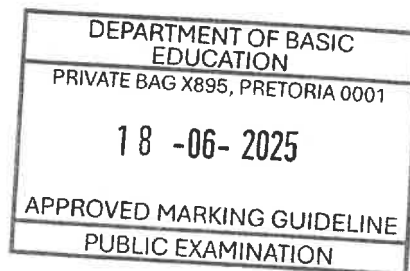 DEPARTMENT OF BASIC
EDUCATION
PRIVATE BAG X895, PRETORIA 0001
18 -06- 2025
APPROVED MARKING GUIDELINE
PUBLIC EXAMINATION